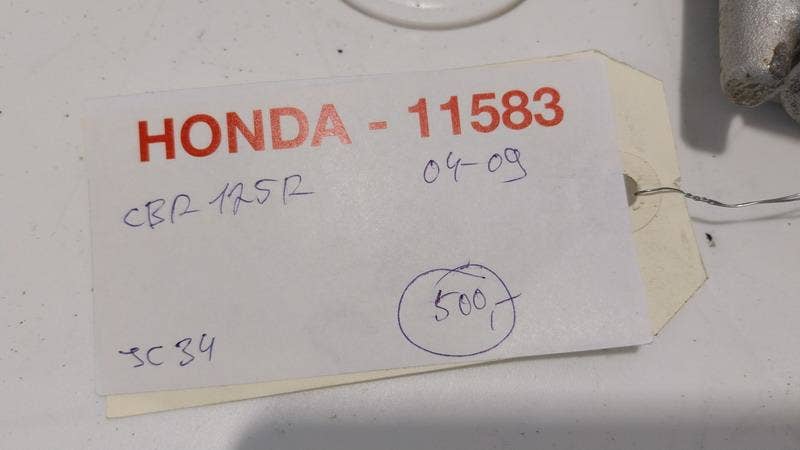 HONDA - 11583
CBR 125R 04-09
500,-
JC34